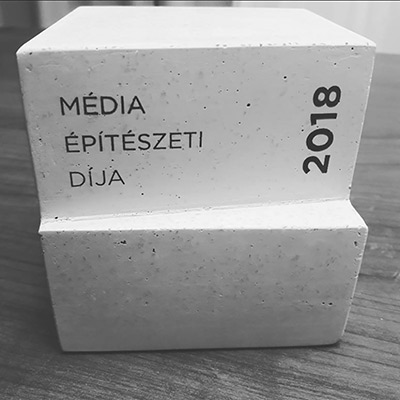 MÉDIA
ÉPÍTÉSZETI
DÍJA
2018